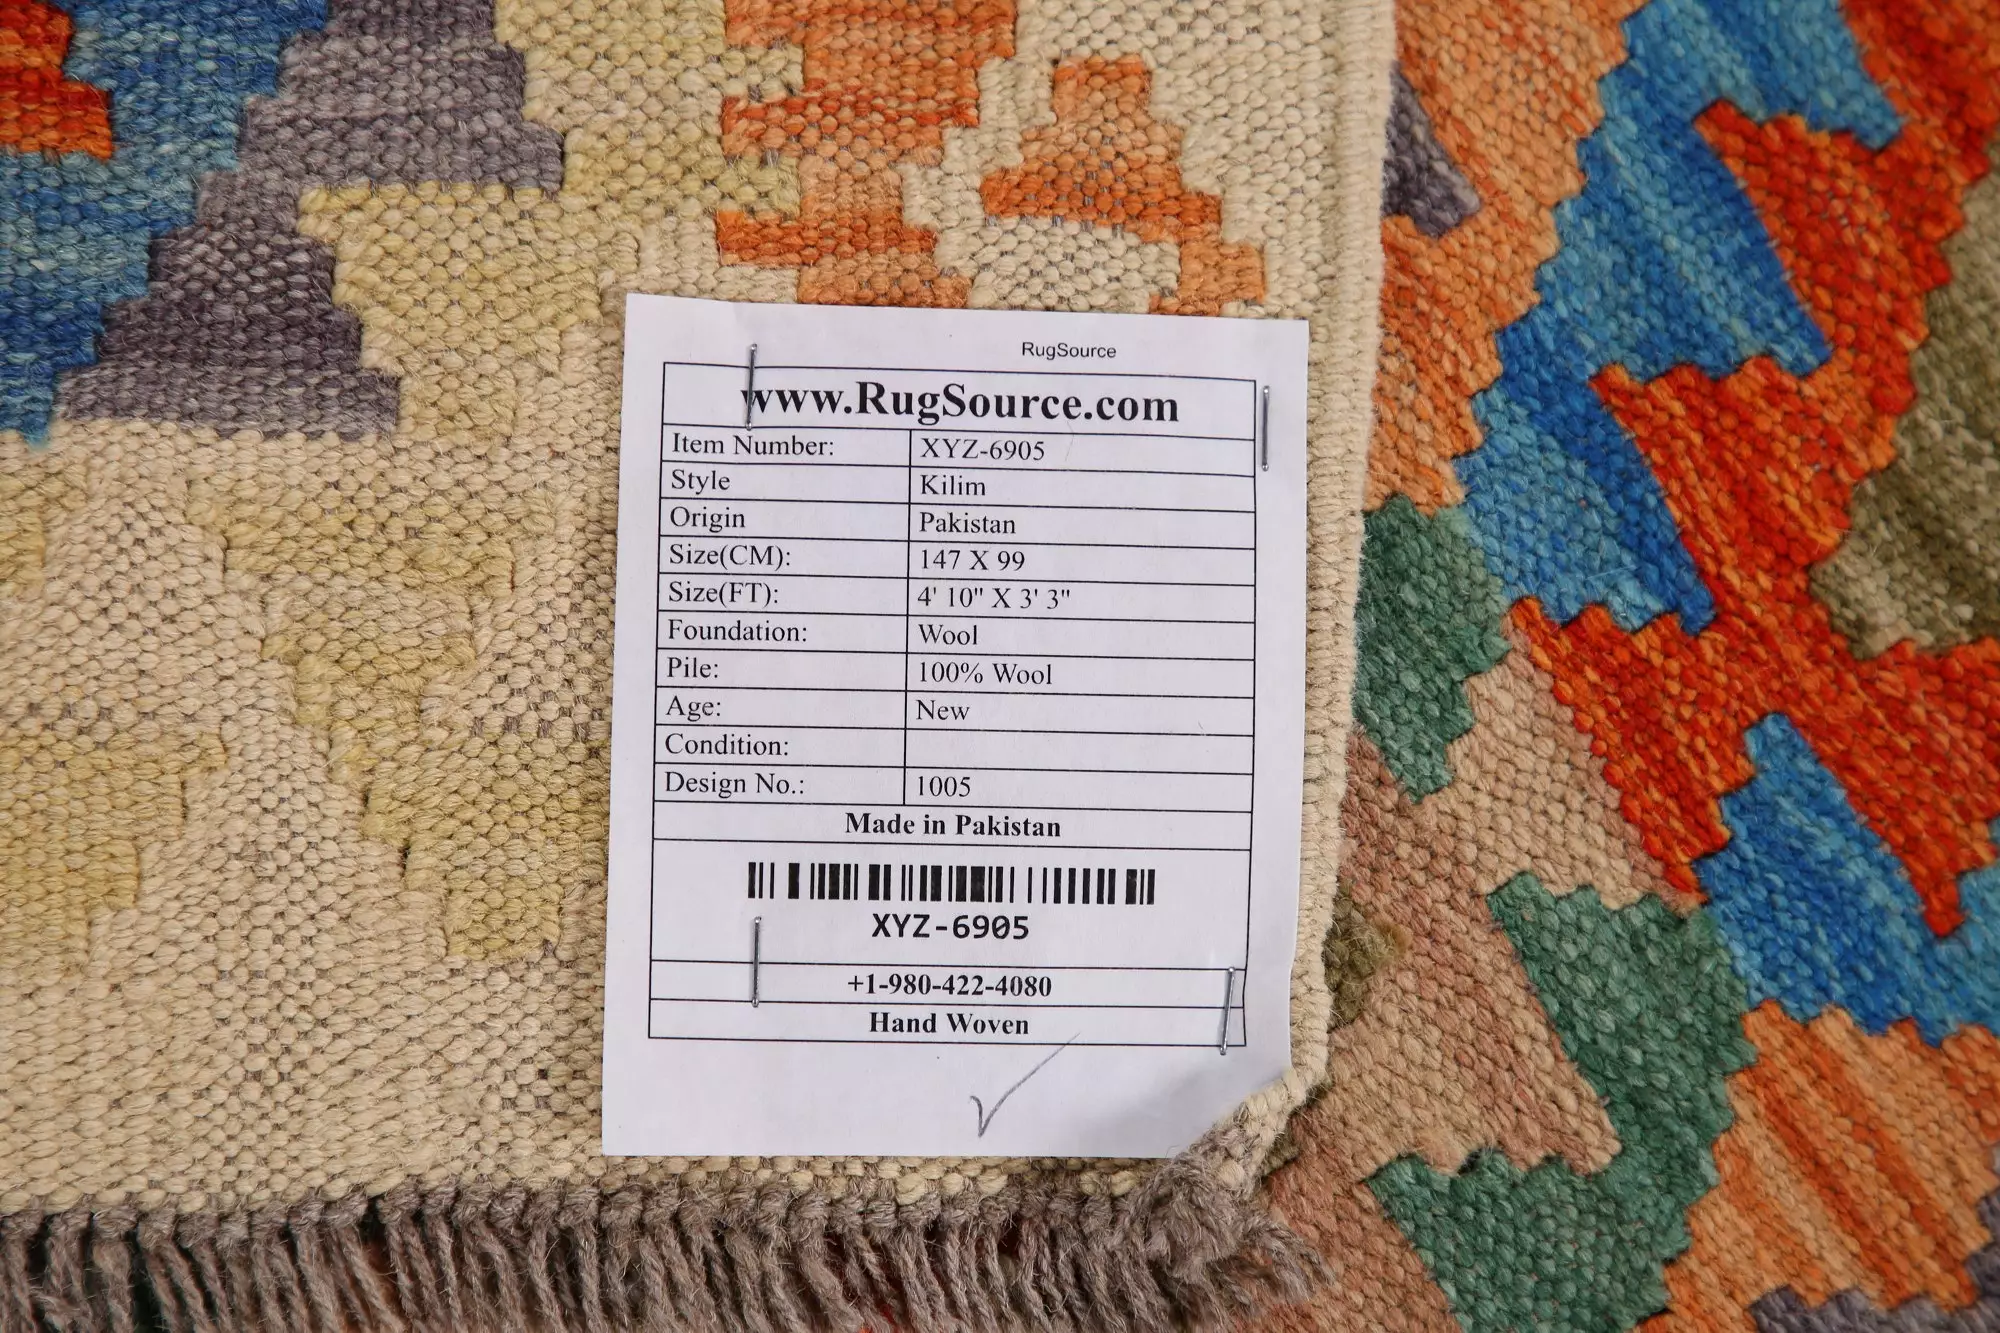 RugSource
www.RugSource.com
Item Number: XYZ-6905
Style Kilim
Origin Pakistan
Size(CM): 147 X 99
Size(FT): 4' 10" X 3' 3"
Foundation: Wool
Pile: 100% Wool
Age: New
Condition:
Design No.: 1005
Made in Pakistan
XYZ-6905
+1-980-422-4080
Hand Woven